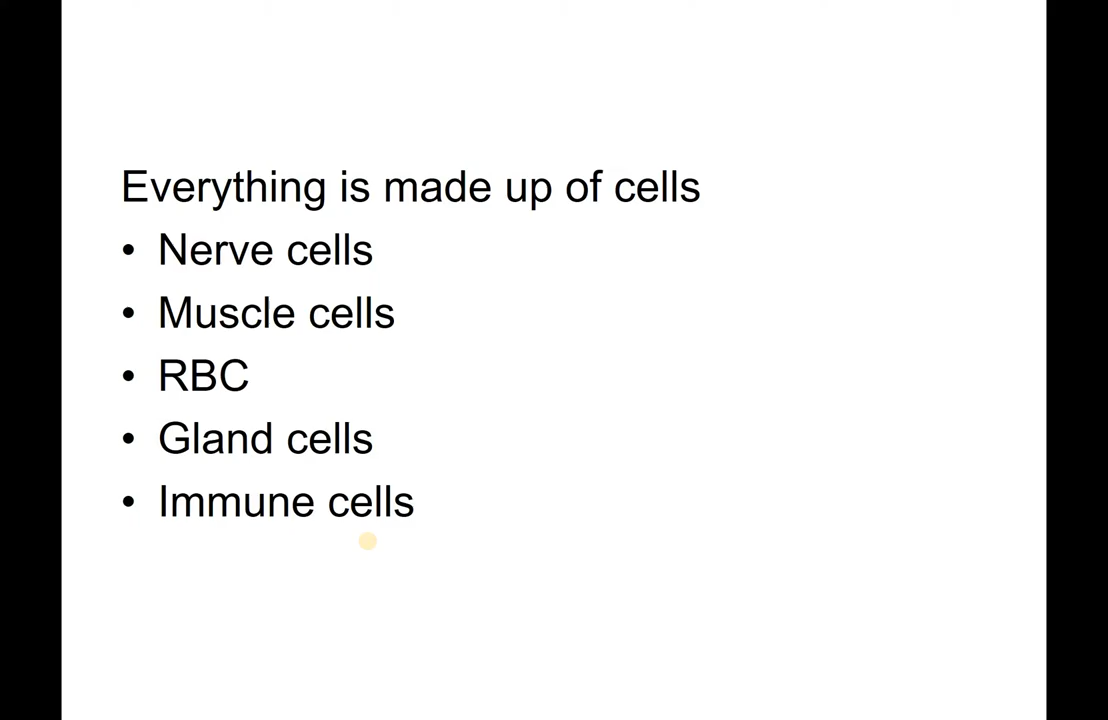 Everything is made up of cells
• Nerve cells
• Muscle cells
• RBC
• Gland cells
• Immune cells